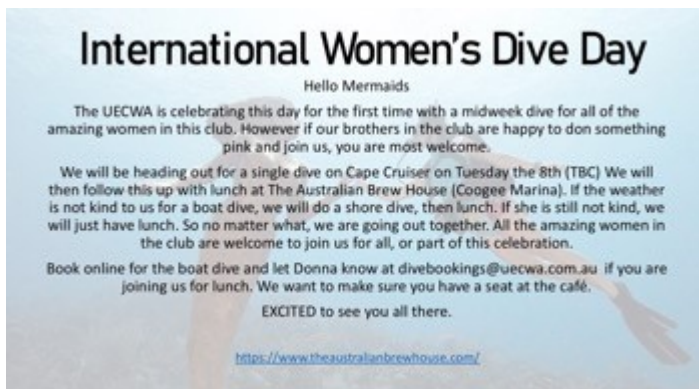 International Women's Dive Day
Hello Mermaids
The UECWA is celebrating this day for the first time with a midweek dive for all of the
amazing women in this club. However if our brothers in the club are happy to don something
pink and join us, you are most welcome.
We will be heading out for a single dive on Cape Cruiser on Tuesday the 8th (TBC) We will
then follow this up with lunch at The Australian Brew House (Coogee Marina). If the weather
is not kind to us for a boat dive, we will do a shore dive, then lunch. If she is still not kind, we
will just have lunch. So no matter what, we are going out together. All the amazing women in
the club are welcome to join us for all, or part of this celebration.
Book online for the boat dive and let Donna know at divebookings@uecwa.com.au if you are
joining us for lunch. We want to make sure you have a seat at the café.
EXCITED to see you all there.
https://www.theaustralianbrewhouse.com/